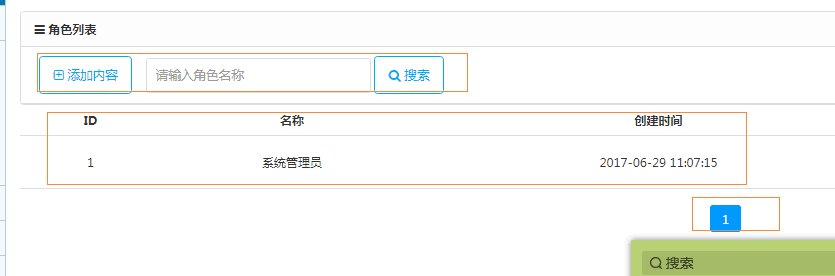 角色列表
添加内容 请输入角色名称 搜索
ID 名称 创建时间
1 系统管理员 2017-06-29 11:07:15
1
搜索